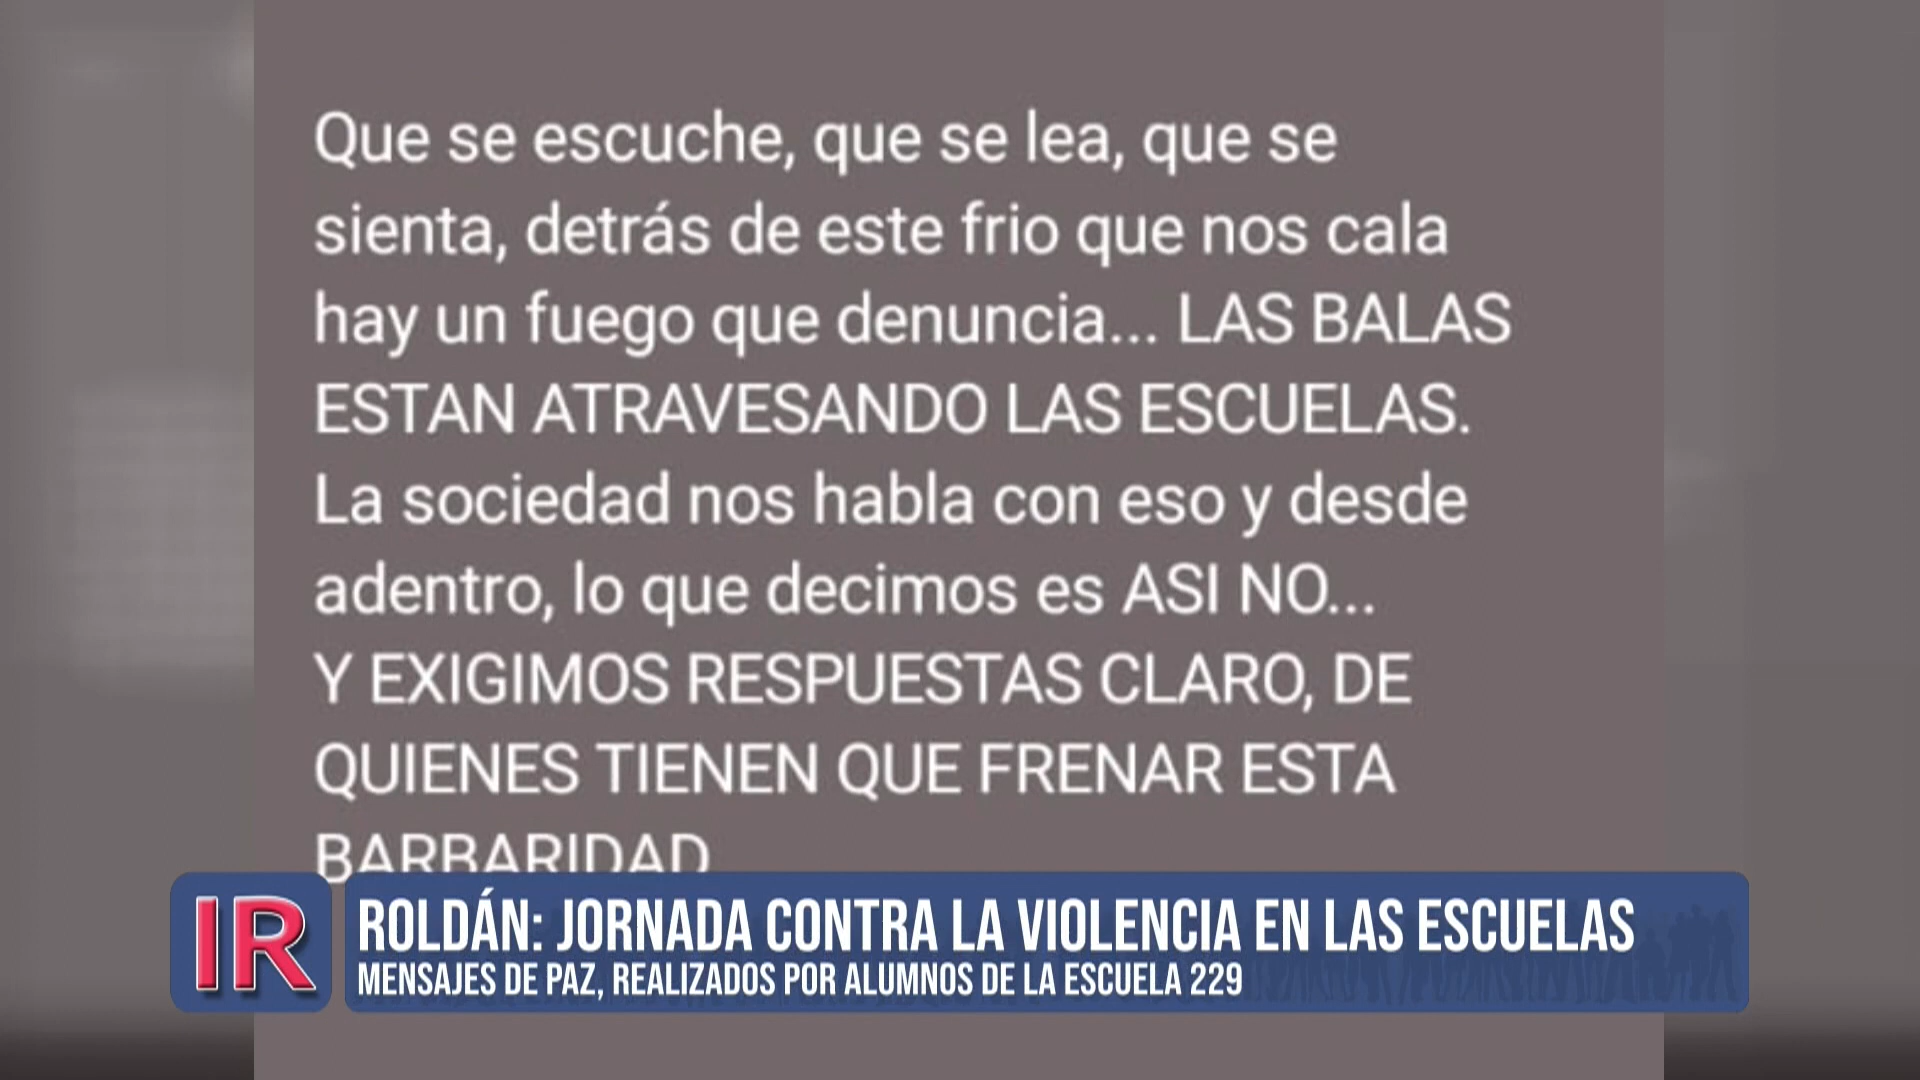 Que se escuche, que se lea, que se
sienta, detrás de este frio que nos cala
hay un fuego que denuncia... LAS BALAS
ESTAN ATRAVESANDO LAS ESCUELAS.
La sociedad nos habla con eso y desde
adentro, lo que decimos es ASI NO...
Y EXIGIMOS RESPUESTAS CLARO, DE
QUIENES TIENEN QUE FRENAR ESTA
BARBARIDAD
IR
ROLDÁN: JORNADA CONTRA LA VIOLENCIA EN LAS ESCUELAS
MENSAJES DE PAZ, REALIZADOS POR ALUMNOS DE LA ESCUELA 229